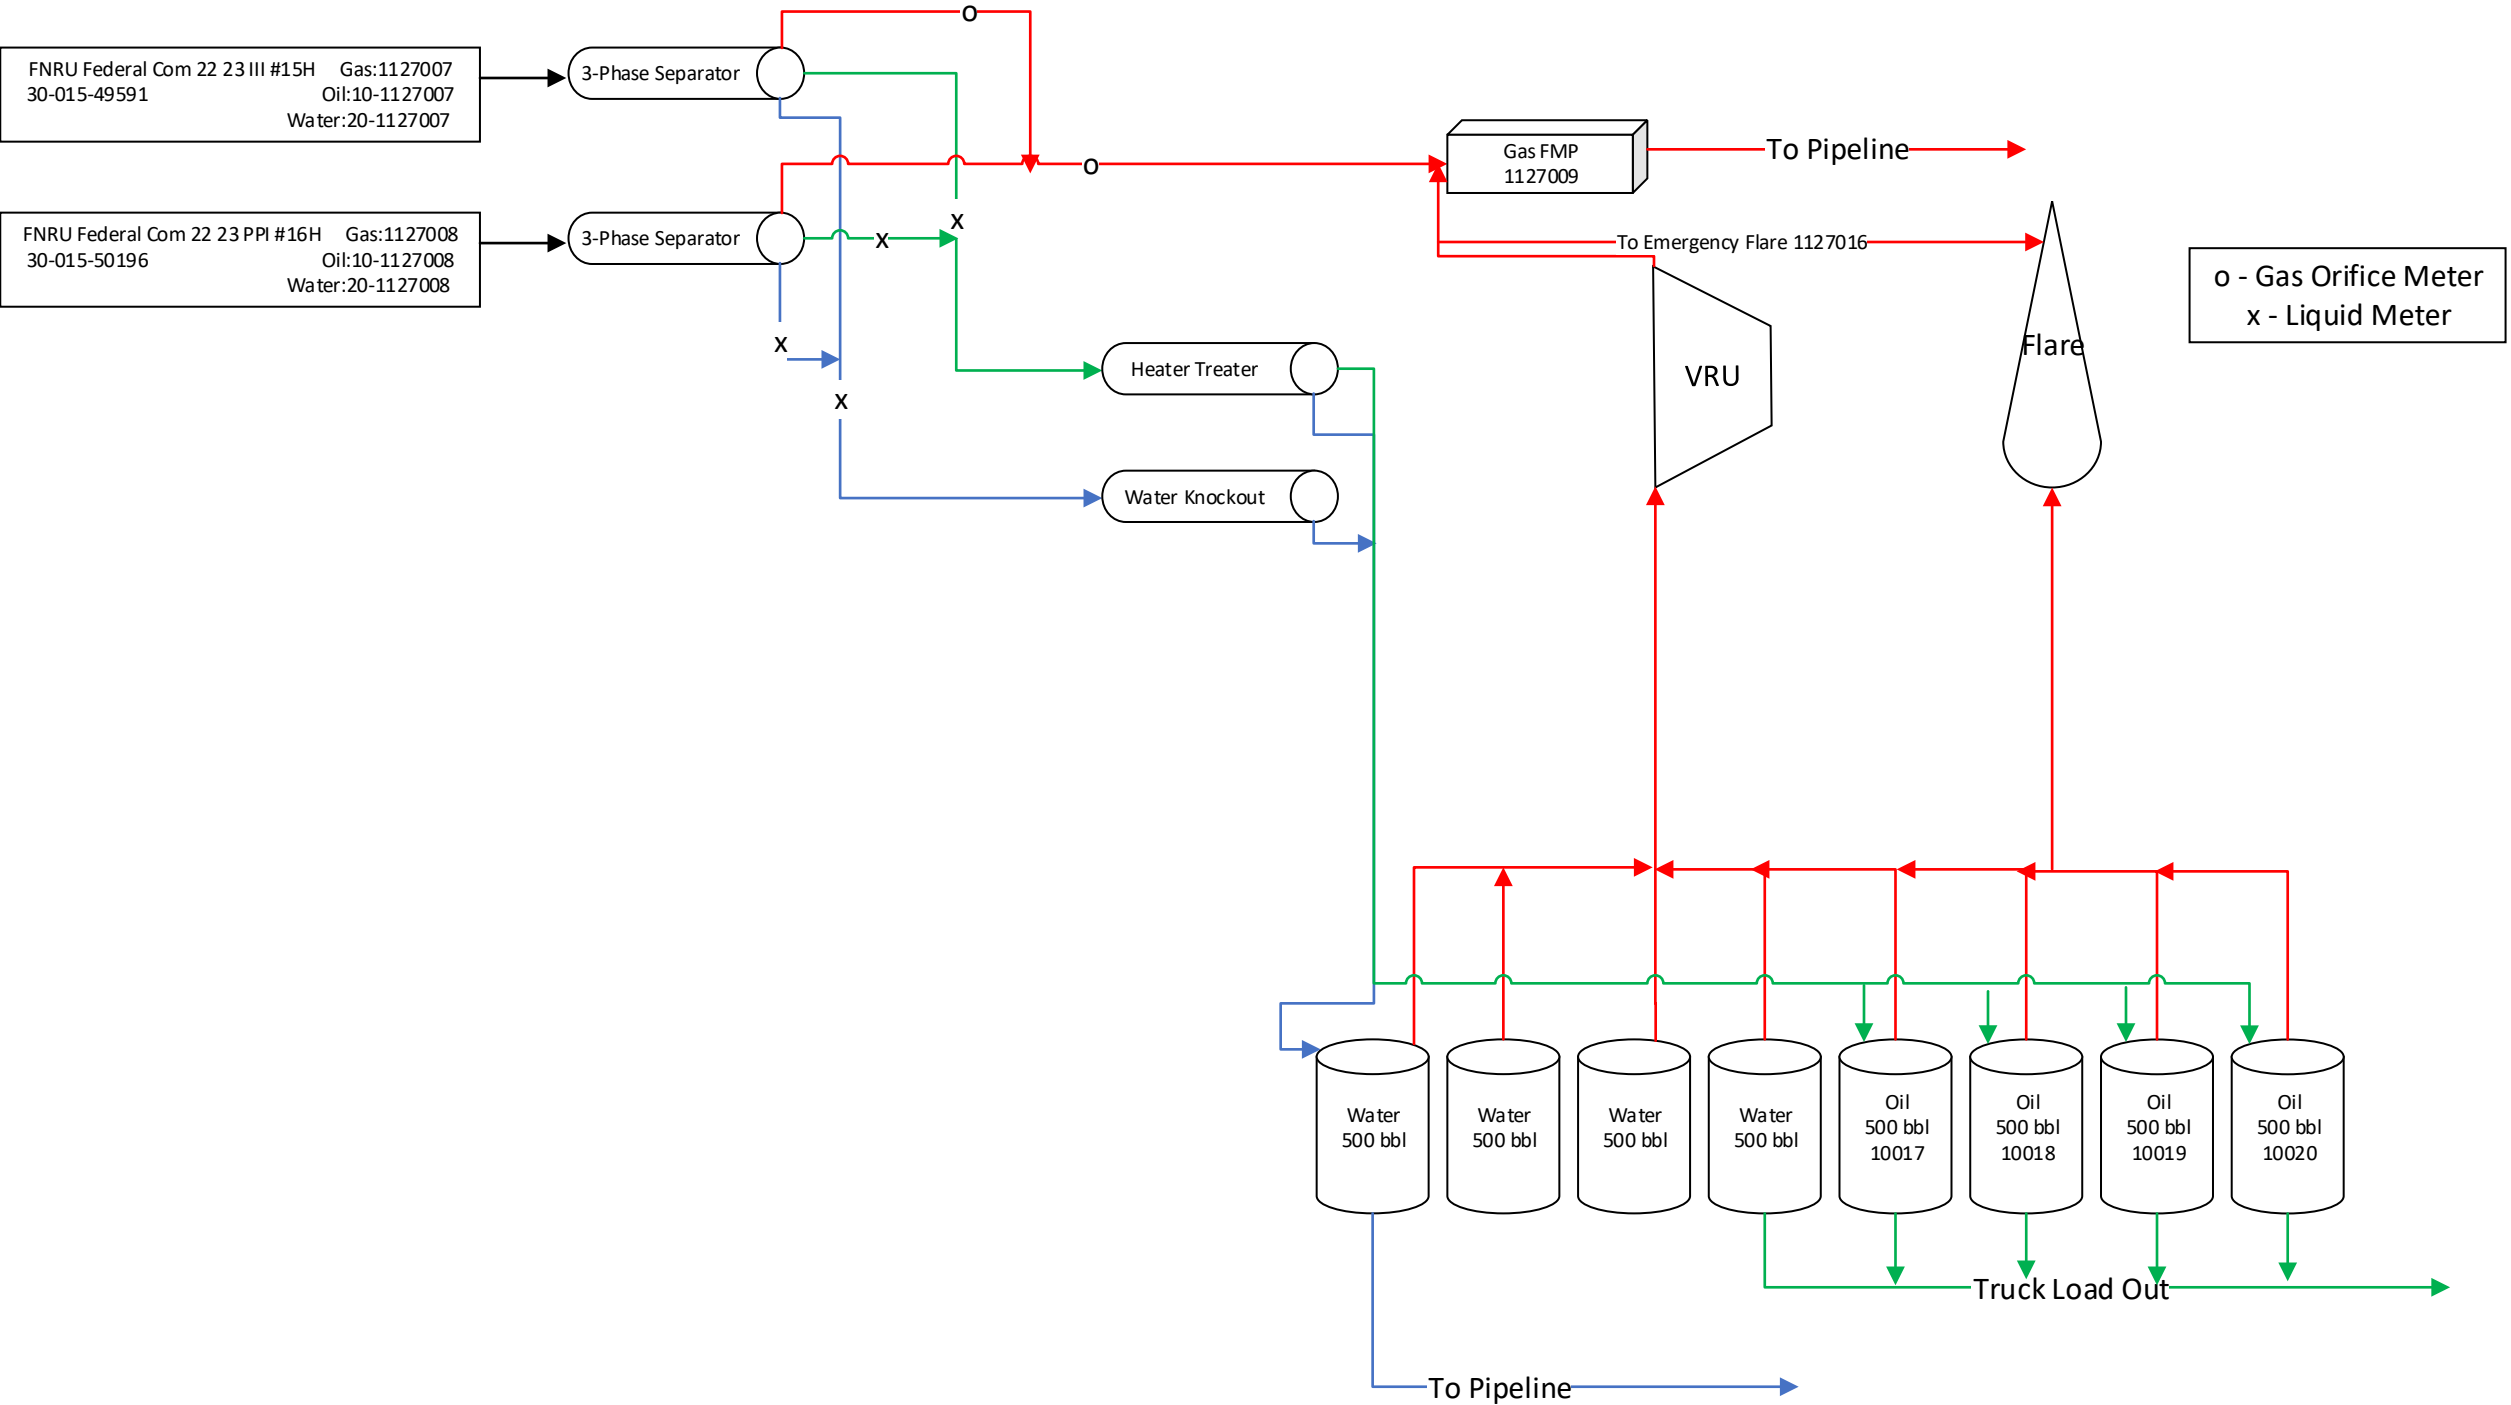 o
FNRU Federal Com 22 23 III #15H Gas:1127007
30-015-49591 Oil:10-1127007
Water:20-1127007
3-Phase Separator
Gas FMP
1127009
To Pipeline
o
FNRU Federal Com 22 23 PPI #16H Gas:1127008
30-015-50196 Oil:10-1127008
Water:20-1127008
3-Phase Separator
x
x
To Emergency Flare 1127016
o - Gas Orifice Meter
x - Liquid Meter
x
Flare
Heater Treater
VRU
x
Water Knockout
Water
500 bbl
Water
500 bbl
Water
500 bbl
Water
500 bbl
Oil
500 bbl
10017
Oil
500 bbl
10018
Oil
500 bbl
10019
Oil
500 bbl
10020
Truck Load Out
To Pipeline